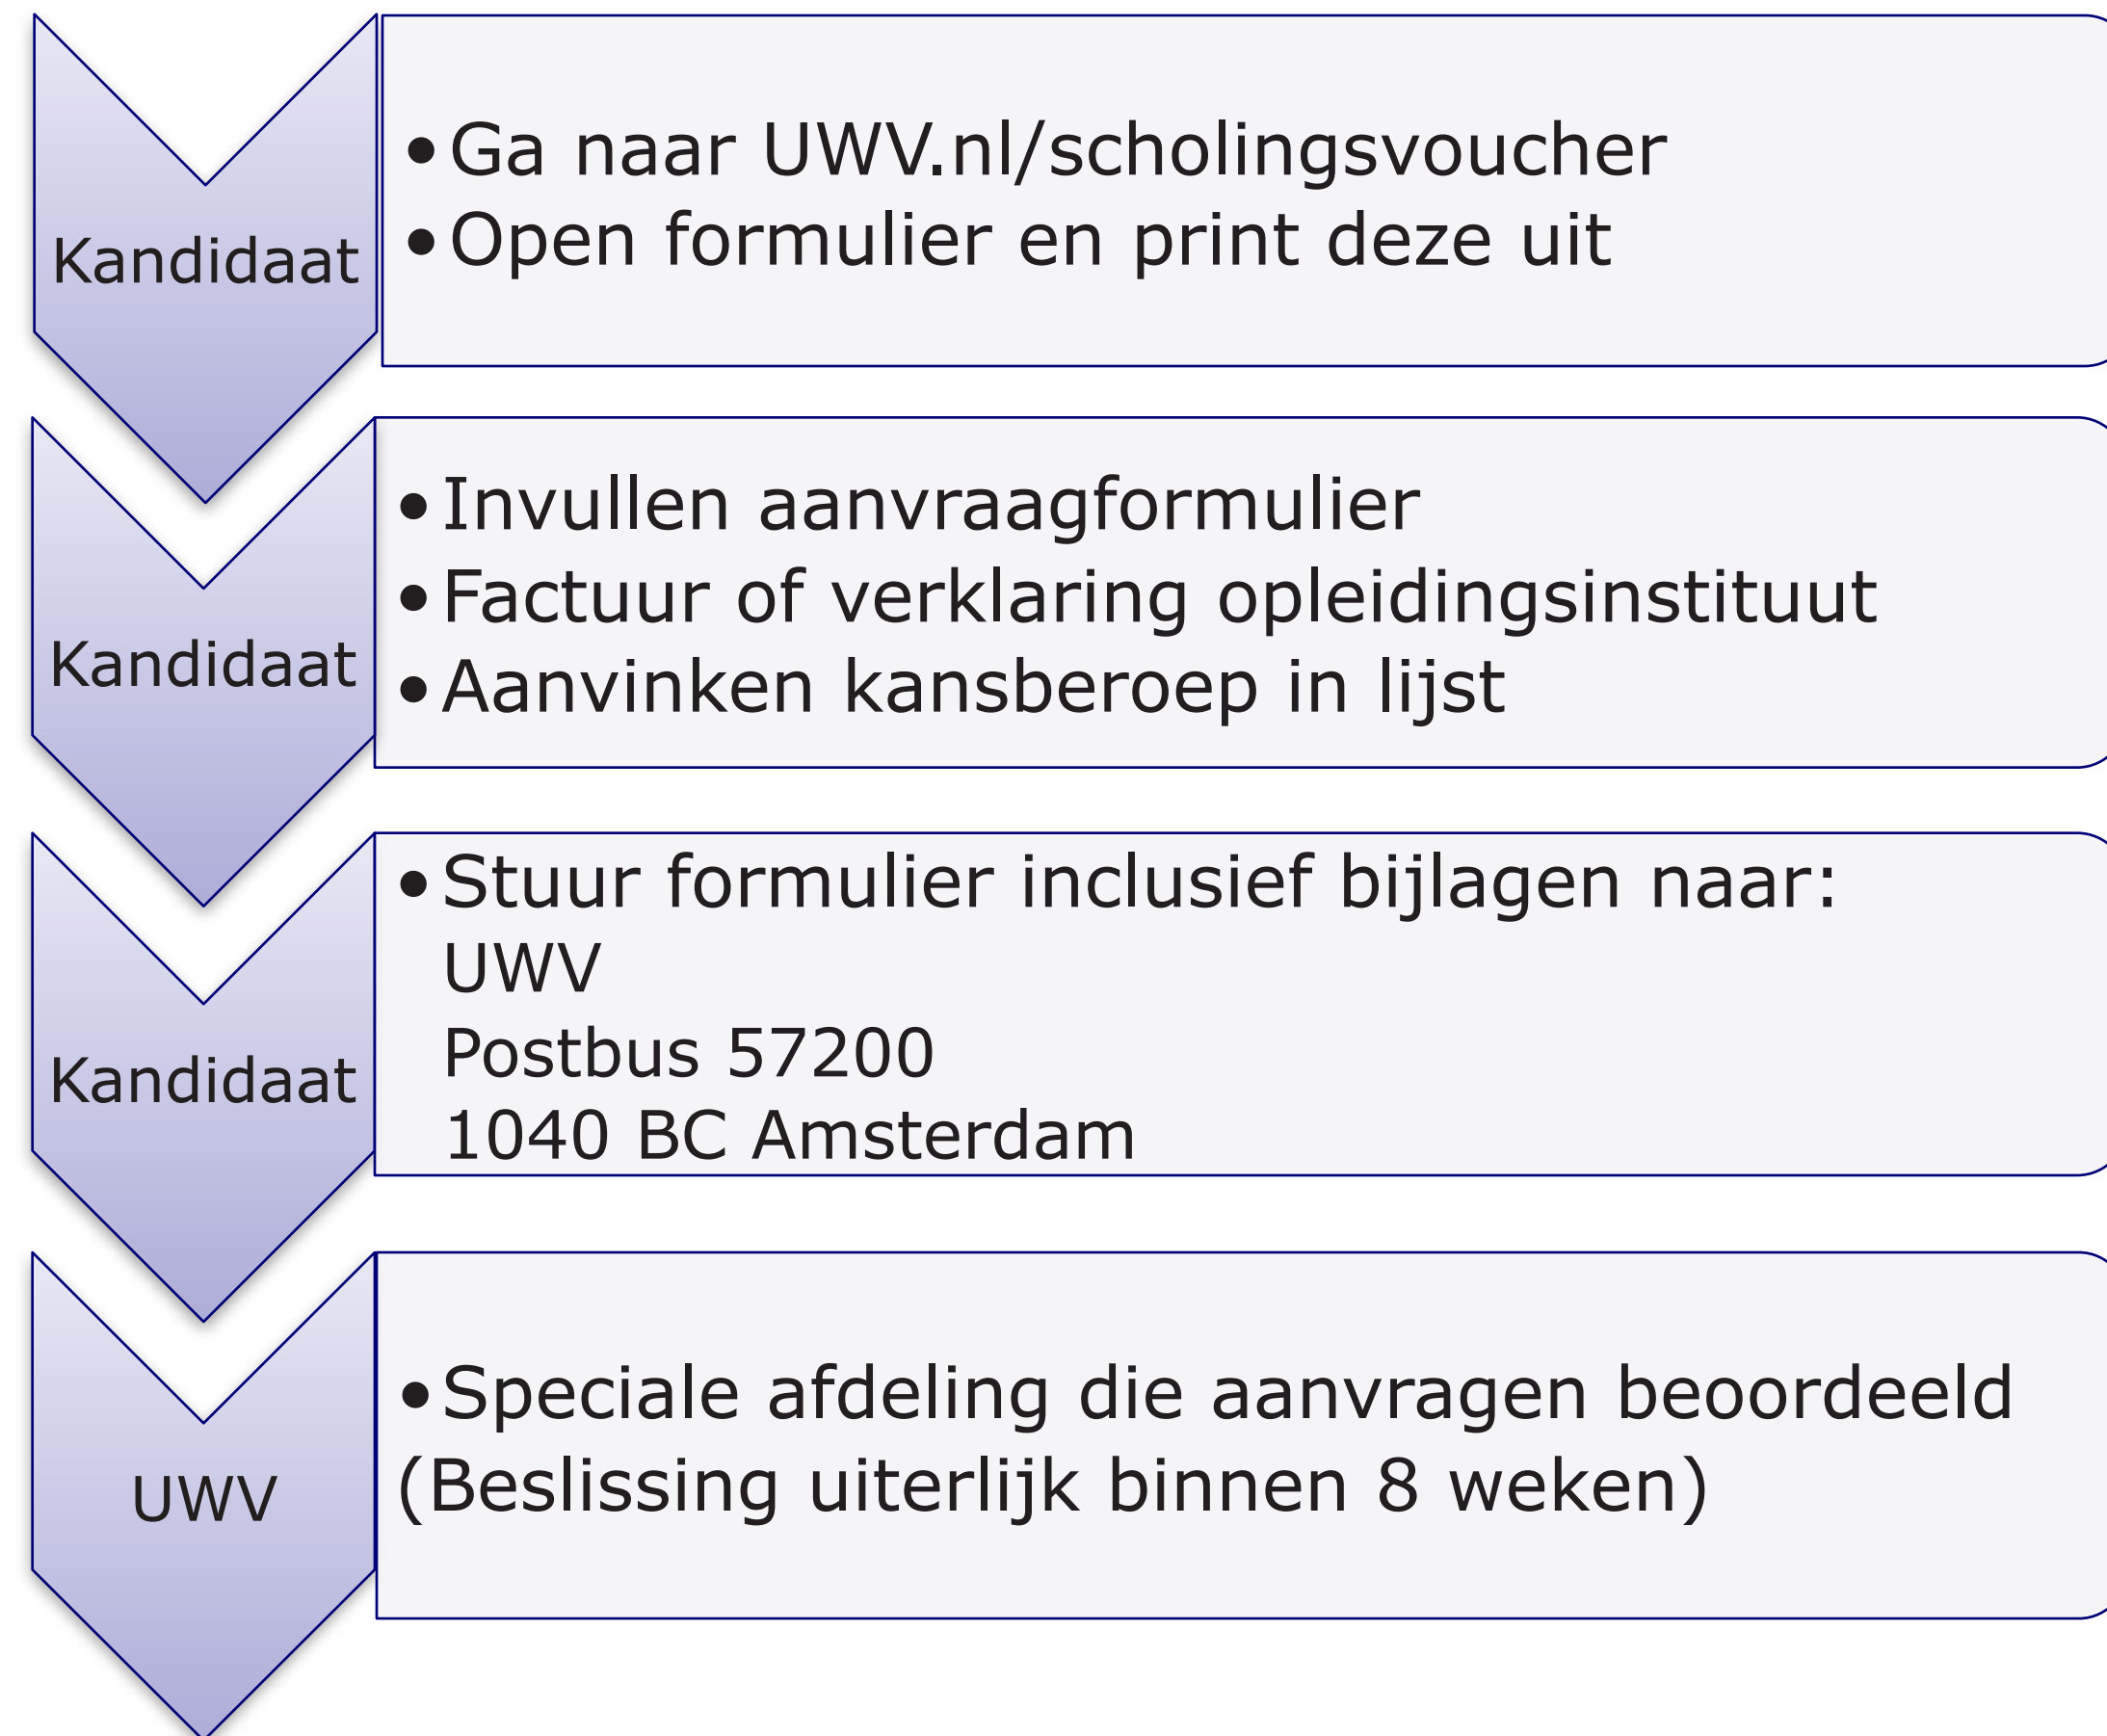 Kandidaat
•Ga naar UWV.nl/scholingsvoucher
•Open formulier en print deze uit
Kandidaat
•Invullen aanvraagformulier
•Factuur of verklaring opleidingsinstituut
•Aanvinken kansberoep in lijst
Kandidaat
•Stuur formulier inclusief bijlagen naar:
UWV
Postbus 57200
1040 BC Amsterdam
UWV
•Speciale afdeling die aanvragen beoordeeld
(Beslissing uiterlijk binnen 8 weken)